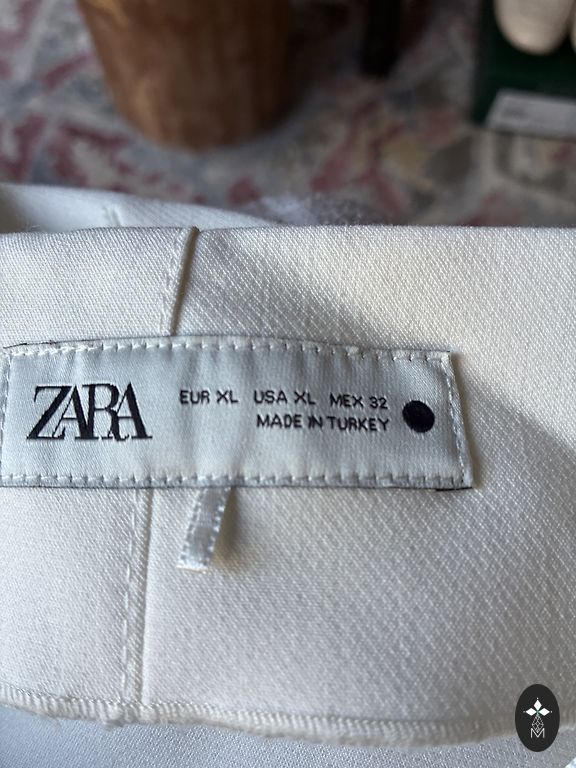 ZARA
EUR XL USA XL MEX 32
MADE IN TURKEY
M